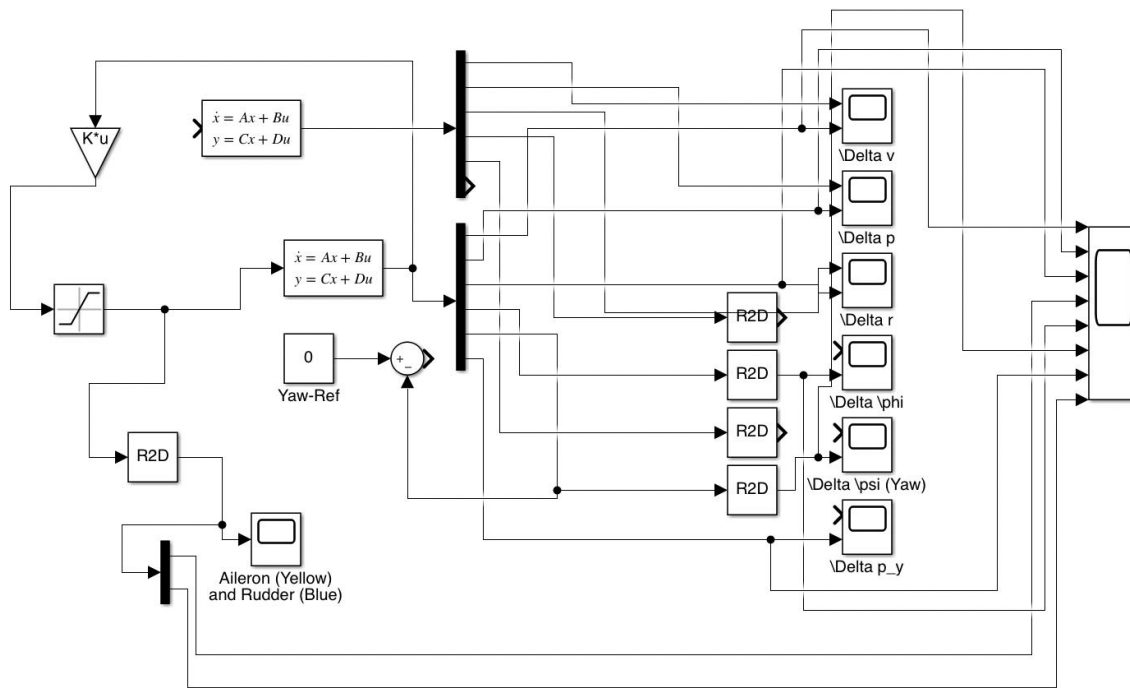 K*u
ẋ = Ax + Bu
y = Cx + Du
\Delta v
\Delta p
ẋ = Ax + Bu
y = Cx + Du
\Delta r
R2D
0
+
−
Yaw-Ref
R2D
\Delta \phi
R2D
R2D
\Delta \psi (Yaw)
R2D
\Delta p_y
Aileron (Yellow)
and Rudder (Blue)